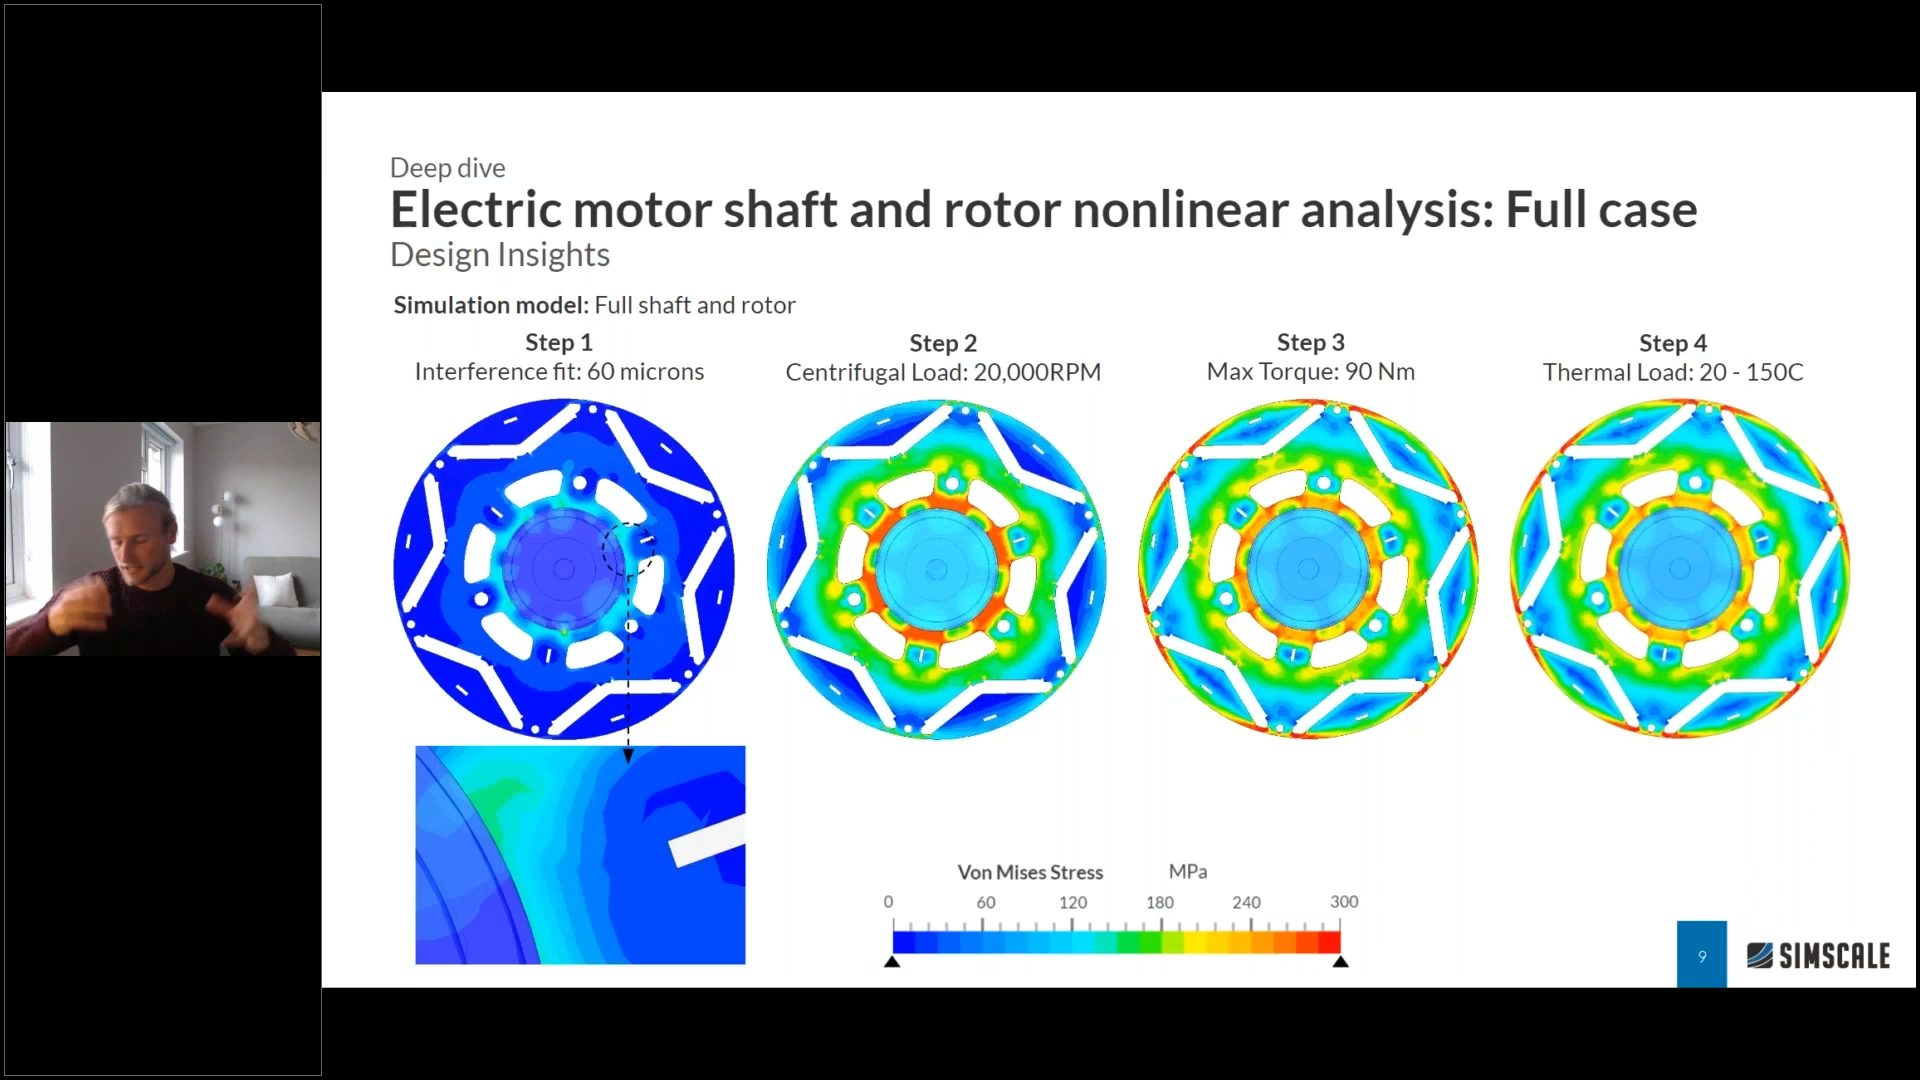 Deep dive
Electric motor shaft and rotor nonlinear analysis: Full case
Design Insights
Simulation model: Full shaft and rotor
Step 1
Interference fit: 60 microns
Step 2
Centrifugal Load: 20,000RPM
Step 3
Max Torque: 90 Nm
Step 4
Thermal Load: 20 - 150C
Von Mises Stress MPa
0 60 120 180 240 300
9
SIMSCALE